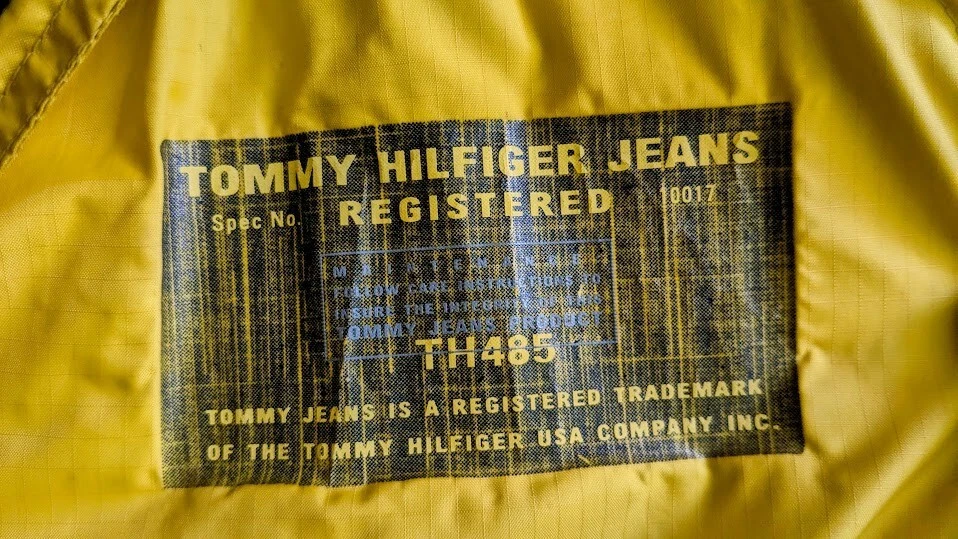 TOMMY HILFIGER JEANS
Spec No. REGISTERED 10017
MAINTENANCE
FOLLOW CARE INSTRUCTIONS TO
INSURE THE INTEGRITY OF THIS
TOMMY JEANS PRODUCT
TH485
TOMMY JEANS IS A REGISTERED TRADEMARK
OF THE TOMMY HILFIGER USA COMPANY INC.